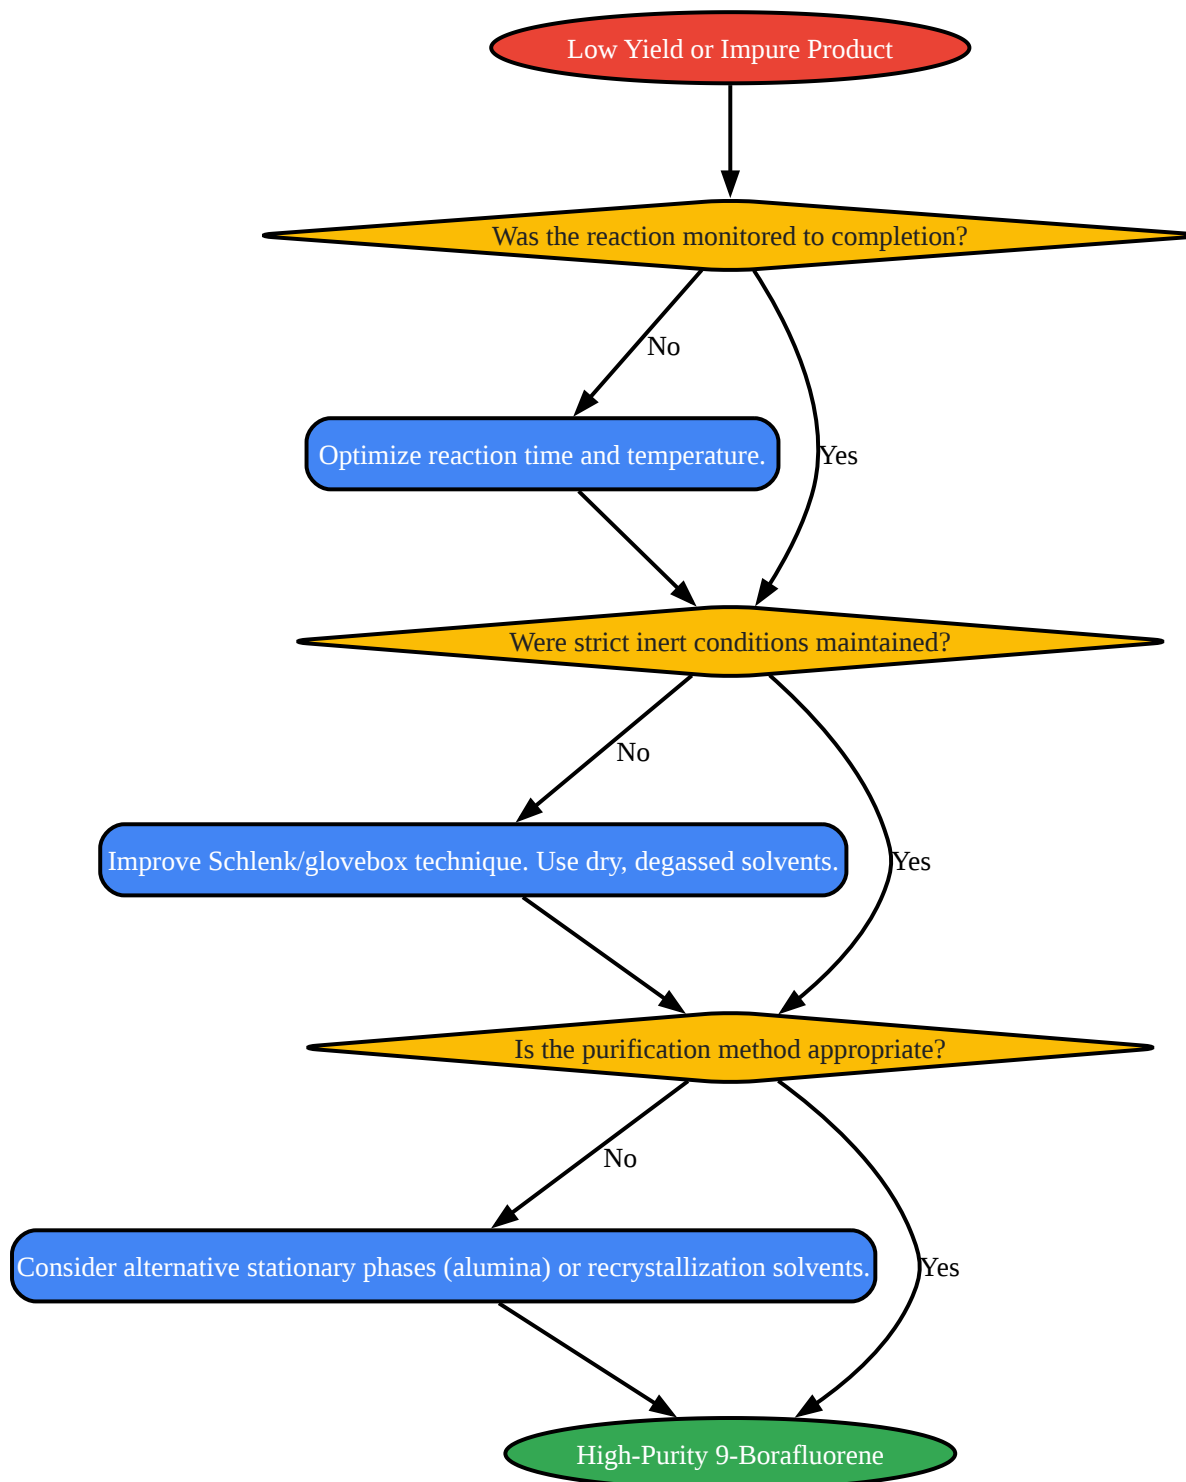 Low Yield or Impure Product
Was the reaction monitored to completion?
No
Optimize reaction time and temperature.
Yes
Were strict inert conditions maintained?
No
Improve Schlenk/glovebox technique. Use dry, degassed solvents.
Yes
Is the purification method appropriate?
No
Consider alternative stationary phases (alumina) or recrystallization solvents.
Yes
High-Purity 9-Borafluorene